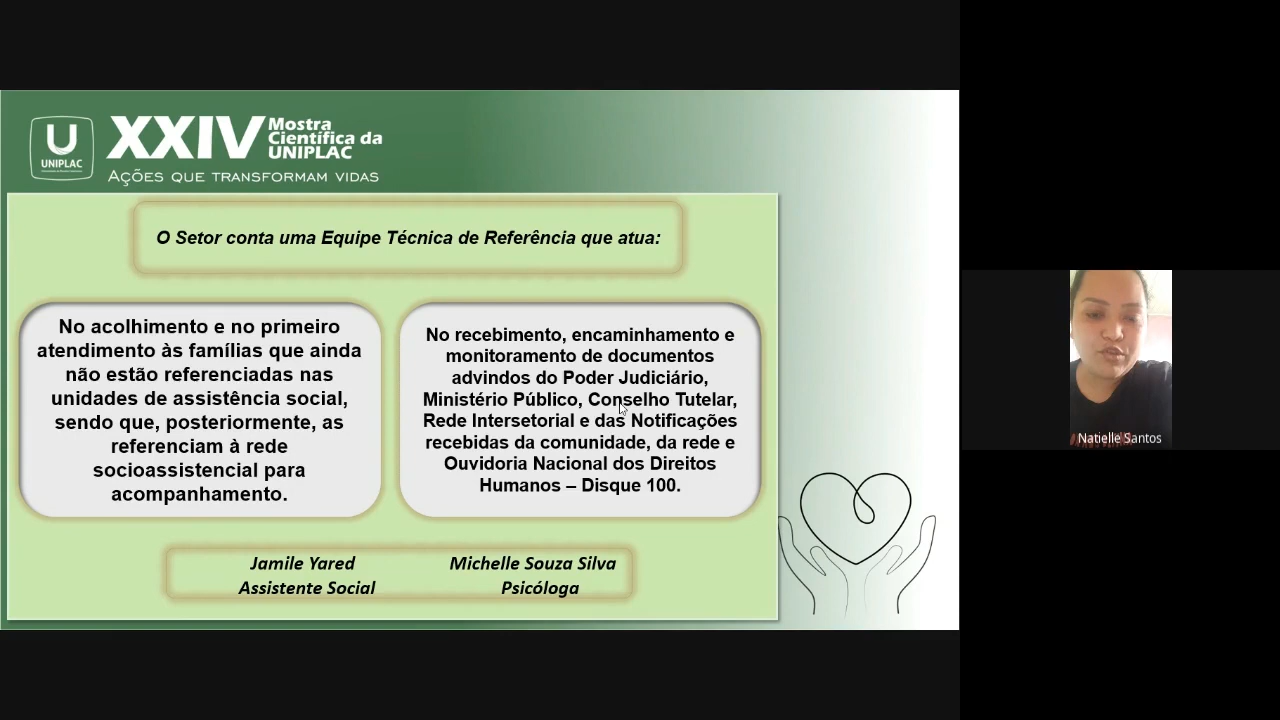 U
UNIPLAC
XXIV
Mostra
Científica da
UNIPLAC
AÇÕES QUE TRANSFORMAM VIDAS
O Setor conta uma Equipe Técnica de Referência que atua:
No acolhimento e no primeiro
atendimento às famílias que ainda
não estão referenciadas nas
unidades de assistência social,
sendo que, posteriormente, as
referenciam à rede
socioassistencial para
acompanhamento.
No recebimento, encaminhamento e
monitoramento de documentos
advindos do Poder Judiciário,
Ministério Público, Conselho Tutelar,
Rede Intersetorial e das Notificações
recebidas da comunidade, da rede e
Ouvidoria Nacional dos Direitos
Humanos – Disque 100.
Jamile Yared
Assistente Social
Michelle Souza Silva
Psicóloga
Natielle Santos